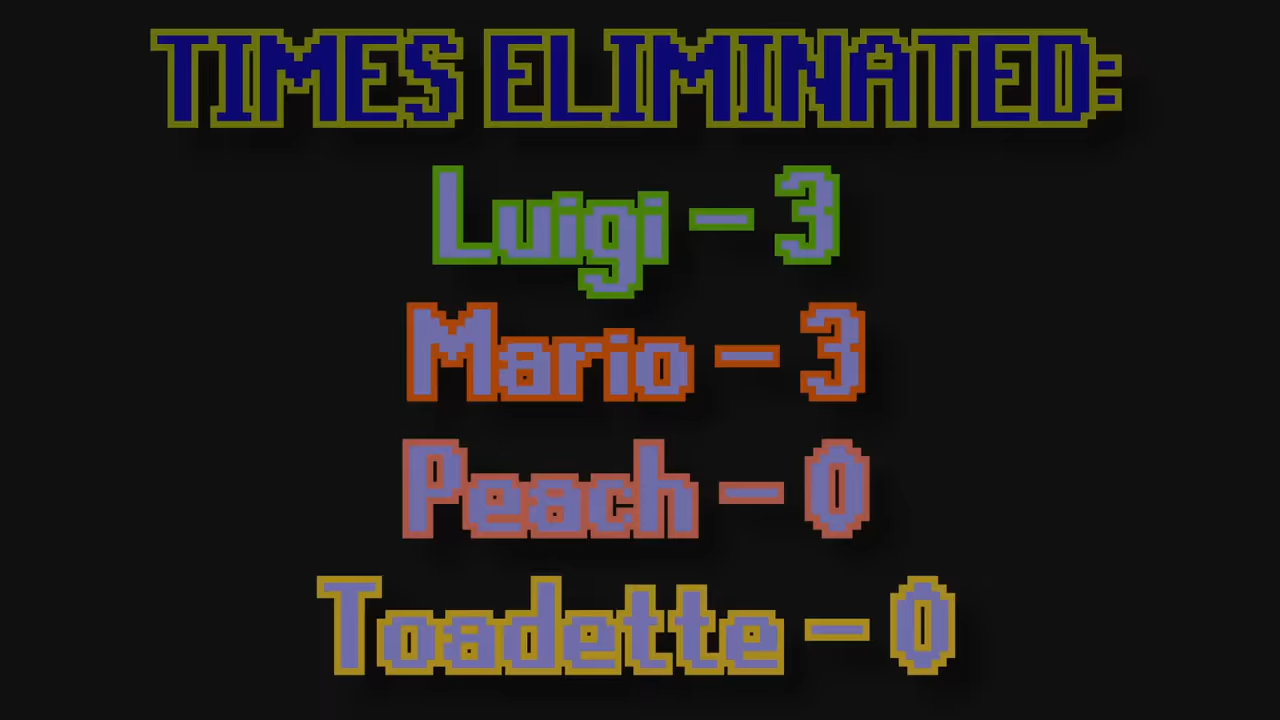 TIMES ELIMINATED:
Luigi - 3
Mario - 3
Peach - 0
Toadette - 0